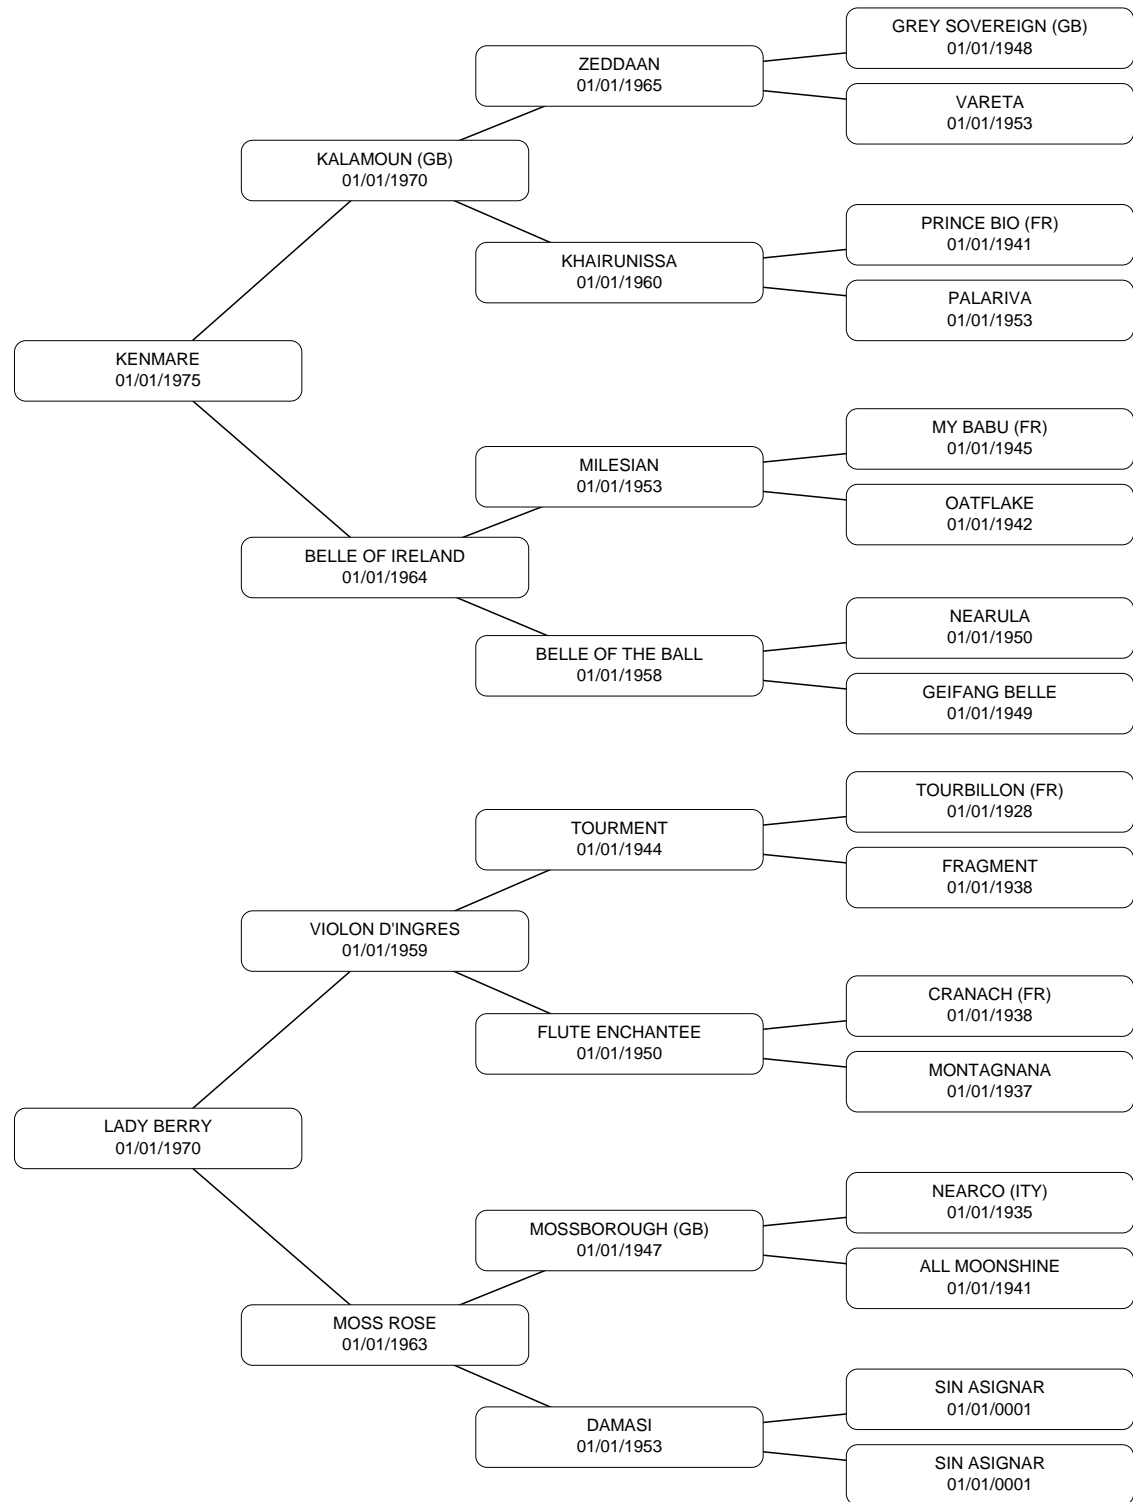 GREY SOVEREIGN (GB)
01/01/1948
ZEDDAAN
01/01/1965
VARETA
01/01/1953
KALAMOUN (GB)
01/01/1970
PRINCE BIO (FR)
01/01/1941
KHAIRUNISSA
01/01/1960
PALARIVA
01/01/1953
KENMARE
01/01/1975
MY BABU (FR)
01/01/1945
MILESIAN
01/01/1953
OATFLAKE
01/01/1942
BELLE OF IRELAND
01/01/1964
NEARULA
01/01/1950
BELLE OF THE BALL
01/01/1958
GEIFANG BELLE
01/01/1949
TOURBILLON (FR)
01/01/1928
TOURMENT
01/01/1944
FRAGMENT
01/01/1938
VIOLON D'INGRES
01/01/1959
CRANACH (FR)
01/01/1938
FLUTE ENCHANTEE
01/01/1950
MONTAGNANA
01/01/1937
LADY BERRY
01/01/1970
NEARCO (ITY)
01/01/1935
MOSSBOROUGH (GB)
01/01/1947
ALL MOONSHINE
01/01/1941
MOSS ROSE
01/01/1963
SIN ASIGNAR
01/01/0001
DAMASI
01/01/1953
SIN ASIGNAR
01/01/0001